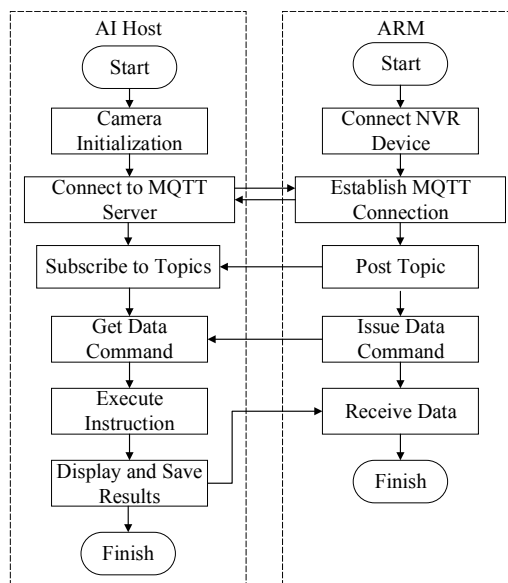 AI Host
Start
Camera
Initialization
Connect to MQTT
Server
Subscribe to Topics
Get Data
Command
Execute
Instruction
Display and Save
Results
Finish
ARM
Start
Connect NVR
Device
Establish MQTT
Connection
Post Topic
Issue Data
Command
Receive Data
Finish